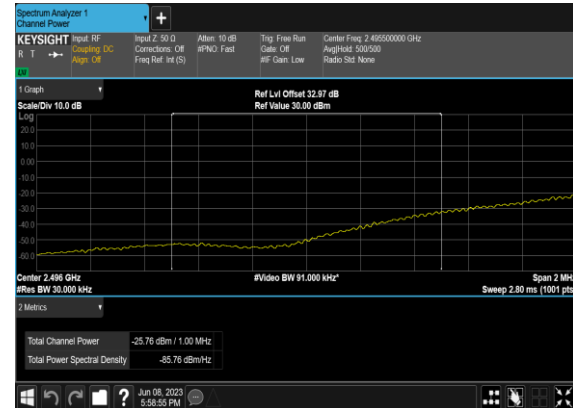 Spectrum Analyzer 1
Channel Power
+
KEYSIGHT Input: RF Input Z: 50 Ω Atten: 10 dB Trig: Free Run Center Freq: 2.495500000 GHz
R T Coupling: DC Corrections: Off #PNO: Fast Gate: Off Avg|Hold: 500/500
Align: Off Freq Ref: Int (S) #IF Gain: Low Radio Std: None
1 Graph
Ref Lvl Offset 32.97 dB
Scale/Div 10.0 dB Ref Value 30.00 dBm
Log
20.0
10.0
0.00
-10.0
-20.0
-30.0
-40.0
-50.0
-60.0
Center 2.496 GHz #Video BW 91.000 kHz* Span 2 MH
#Res BW 30.000 kHz Sweep 2.80 ms (1001 pts
2 Metrics
Total Channel Power -25.76 dBm / 1.00 MHz
Total Power Spectral Density -85.76 dBm/Hz
? Jun 08, 2023
5:58:55 PM